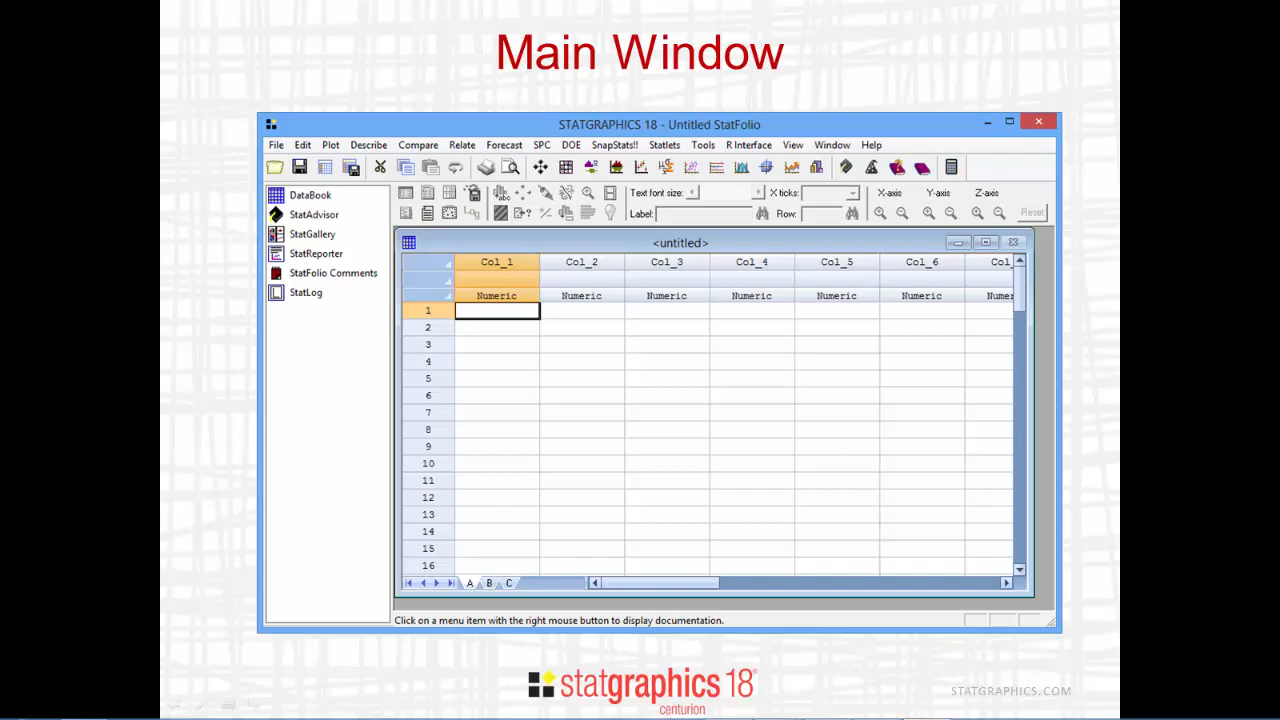 Main Window
STATGRAPHICS 18 - Untitled StatFolio
File Edit Plot Describe Compare Relate Forecast SPC DOE SnapStats!! Statlets Tools R Interface View Window Help
DataBook
StatAdvisor
StatGallery
StatReporter
StatFolio Comments
StatLog
Text font size: X ticks: X-axis Y-axis Z-axis
Label: Row: Reset
<untitled>
Col_1 Col_2 Col_3 Col_4 Col_5 Col_6 Col_
Numeric Numeric Numeric Numeric Numeric Numeric Numer
1
2
3
4
5
6
7
8
9
10
11
12
13
14
15
16
A B C
Click on a menu item with the right mouse button to display documentation.
statgraphics 18®
centurion
STATGRAPHICS.COM